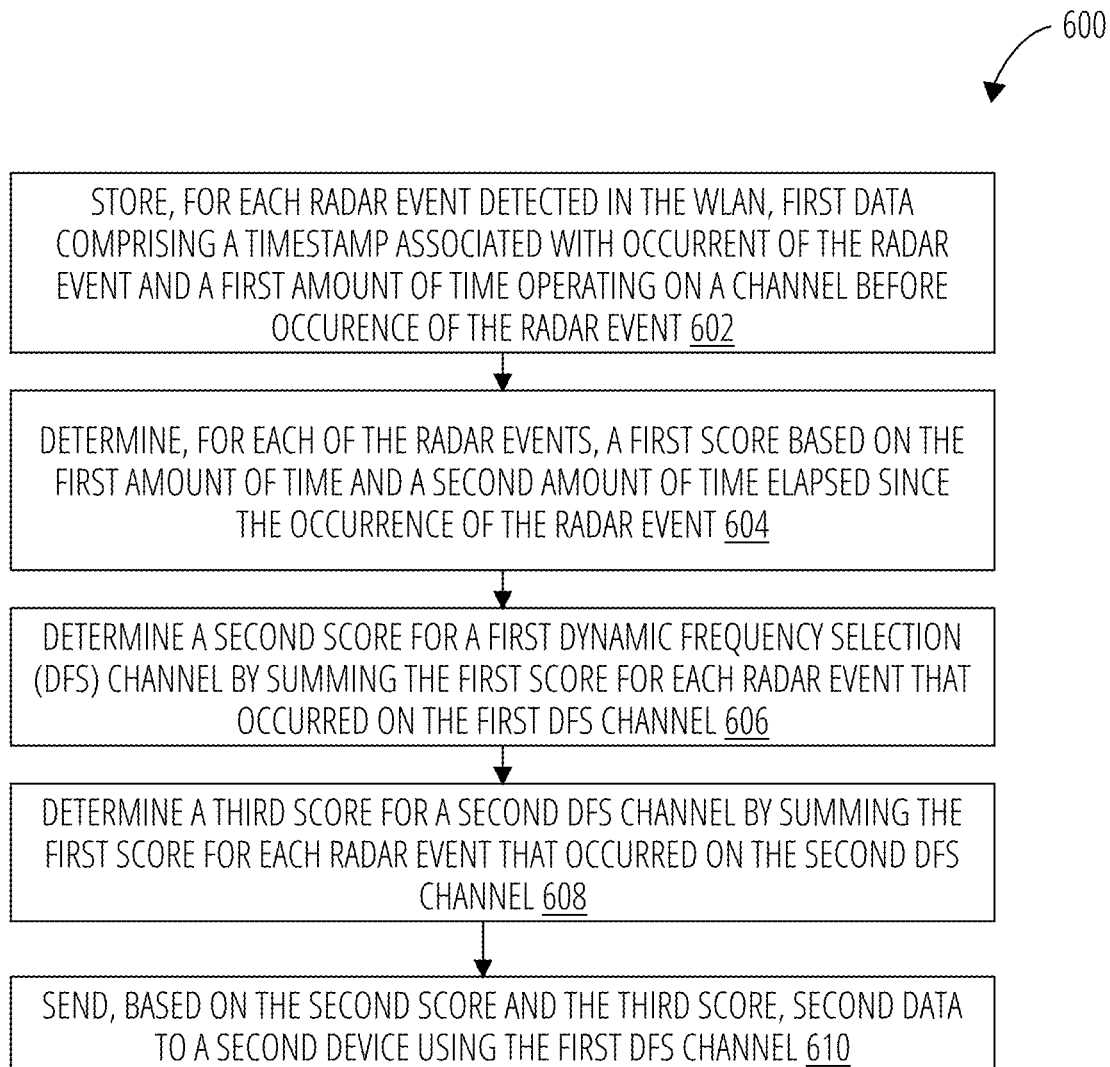 600
STORE, FOR EACH RADAR EVENT DETECTED IN THE WLAN, FIRST DATA
COMPRISING A TIMESTAMP ASSOCIATED WITH OCCURRENT OF THE RADAR
EVENT AND A FIRST AMOUNT OF TIME OPERATING ON A CHANNEL BEFORE
OCCURENCE OF THE RADAR EVENT 602
DETERMINE, FOR EACH OF THE RADAR EVENTS, A FIRST SCORE BASED ON THE
FIRST AMOUNT OF TIME AND A SECOND AMOUNT OF TIME ELAPSED SINCE
THE OCCURRENCE OF THE RADAR EVENT 604
DETERMINE A SECOND SCORE FOR A FIRST DYNAMIC FREQUENCY SELECTION
(DFS) CHANNEL BY SUMMING THE FIRST SCORE FOR EACH RADAR EVENT THAT
OCCURRED ON THE FIRST DFS CHANNEL 606
DETERMINE A THIRD SCORE FOR A SECOND DFS CHANNEL BY SUMMING THE
FIRST SCORE FOR EACH RADAR EVENT THAT OCCURRED ON THE SECOND DFS
CHANNEL 608
SEND, BASED ON THE SECOND SCORE AND THE THIRD SCORE, SECOND DATA
TO A SECOND DEVICE USING THE FIRST DFS CHANNEL 610